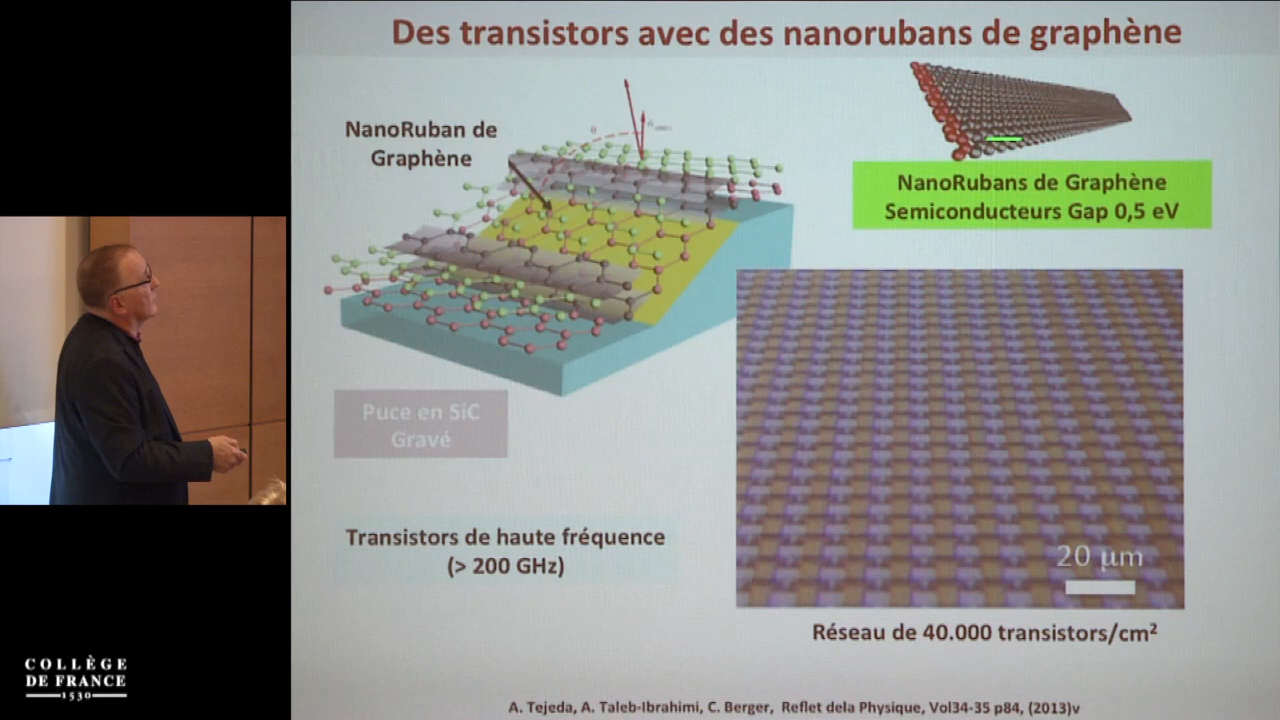 Des transistors avec des nanorubans de graphène
NanoRuban de
Graphène
NanoRubans de Graphène
Semiconducteurs Gap 0,5 eV
Puce en SiC
Gravé
Transistors de haute fréquence
(> 200 GHz)
20 µm
Réseau de 40.000 transistors/cm²
A. Tejeda, A. Taleb-Ibrahimi, C. Berger, Reflet dela Physique, Vol34-35 p84, (2013)v
COLLÈGE
DE FRANCE
1530